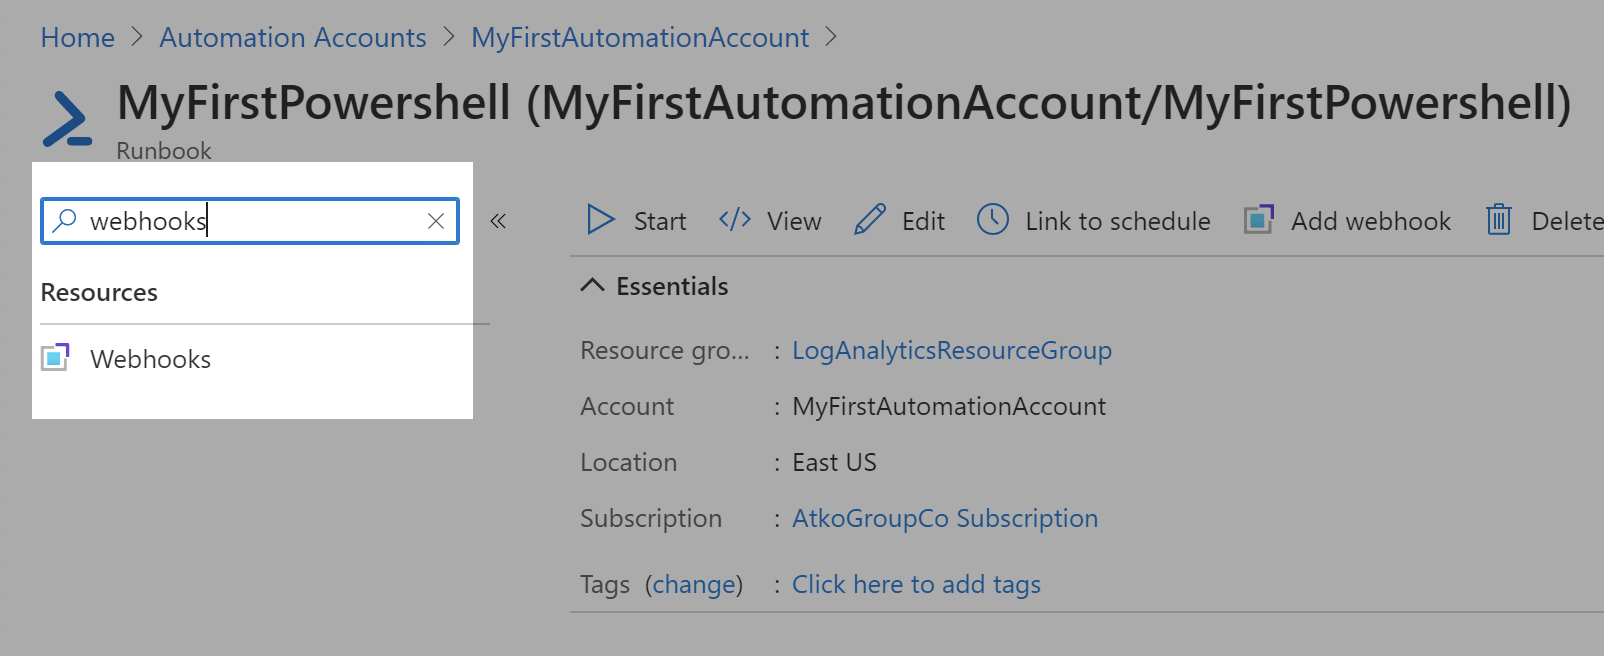 Home > Automation Accounts > MyFirstAutomationAccount >
MyFirstPowershell (MyFirstAutomationAccount/MyFirstPowershell)
Runbook
webhooks
Resources
Webhooks
Start View Edit Link to schedule Add webhook Delete
Essentials
Resource gro... : LogAnalyticsResourceGroup
Account : MyFirstAutomationAccount
Location : East US
Subscription : AtkoGroupCo Subscription
Tags (change) : Click here to add tags